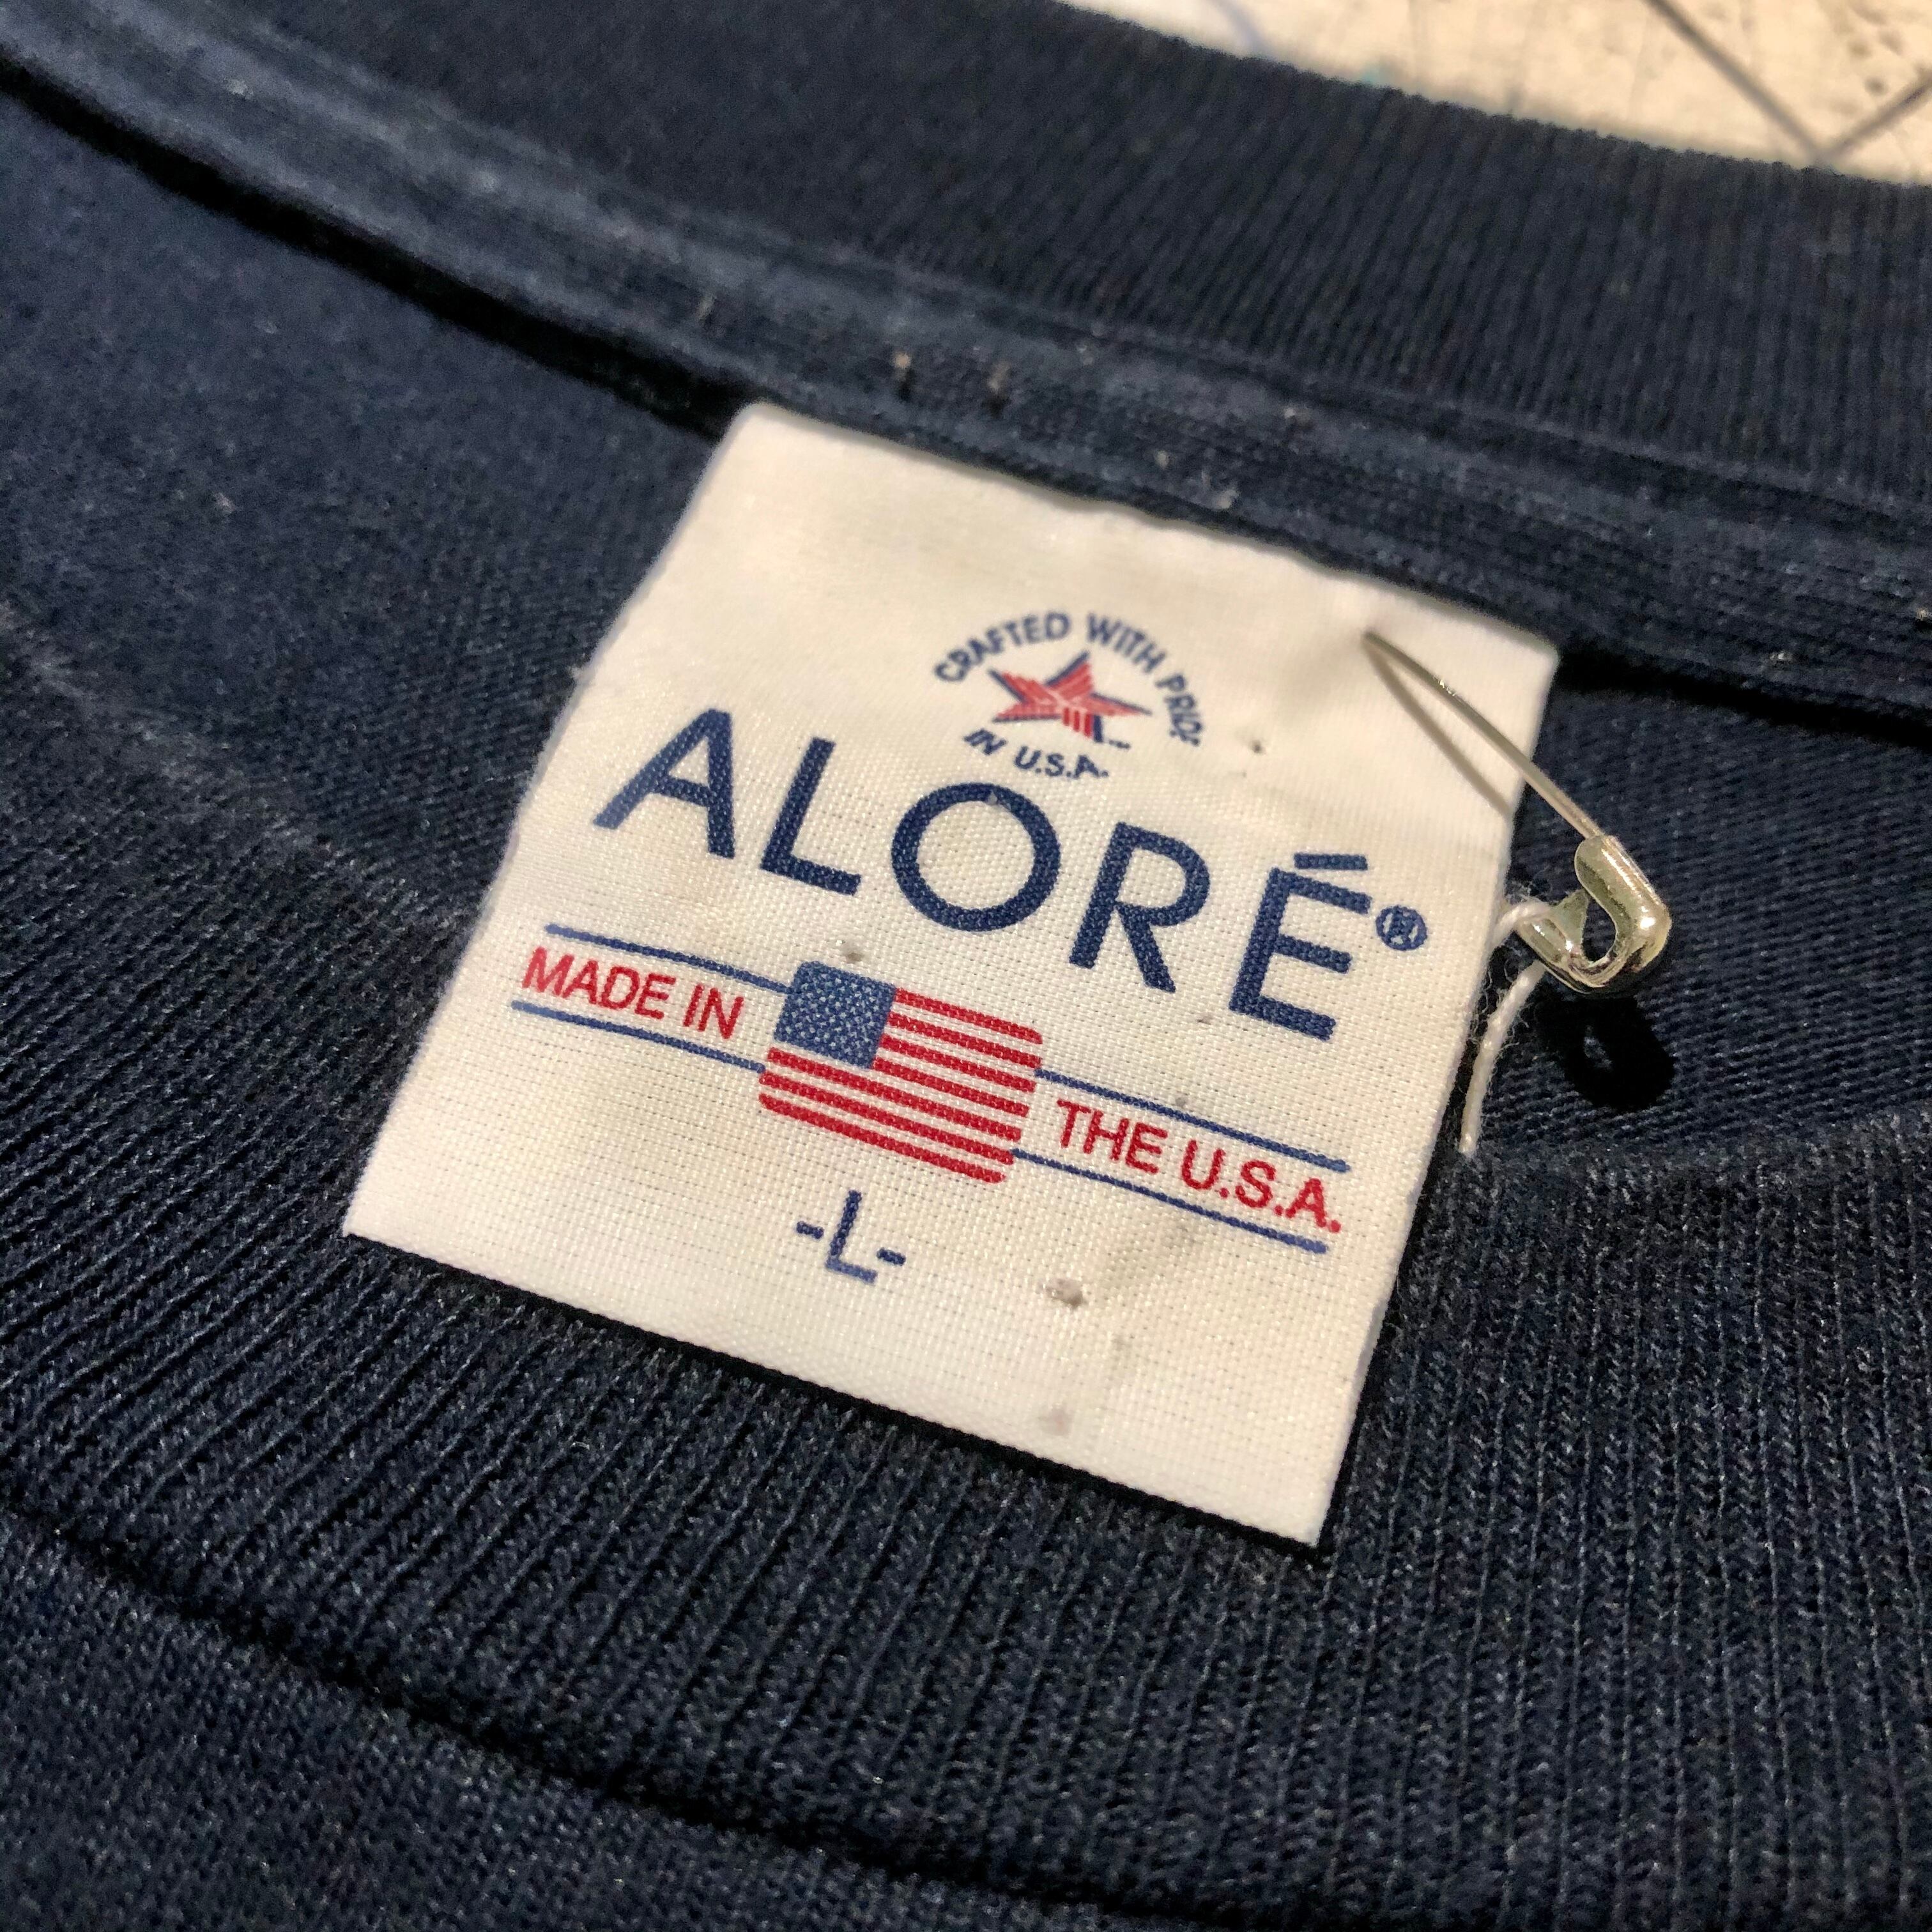 CRAFTED WITH PRIDE
IN U.S.A.
ALORÉ®
MADE IN THE U.S.A.
-L-